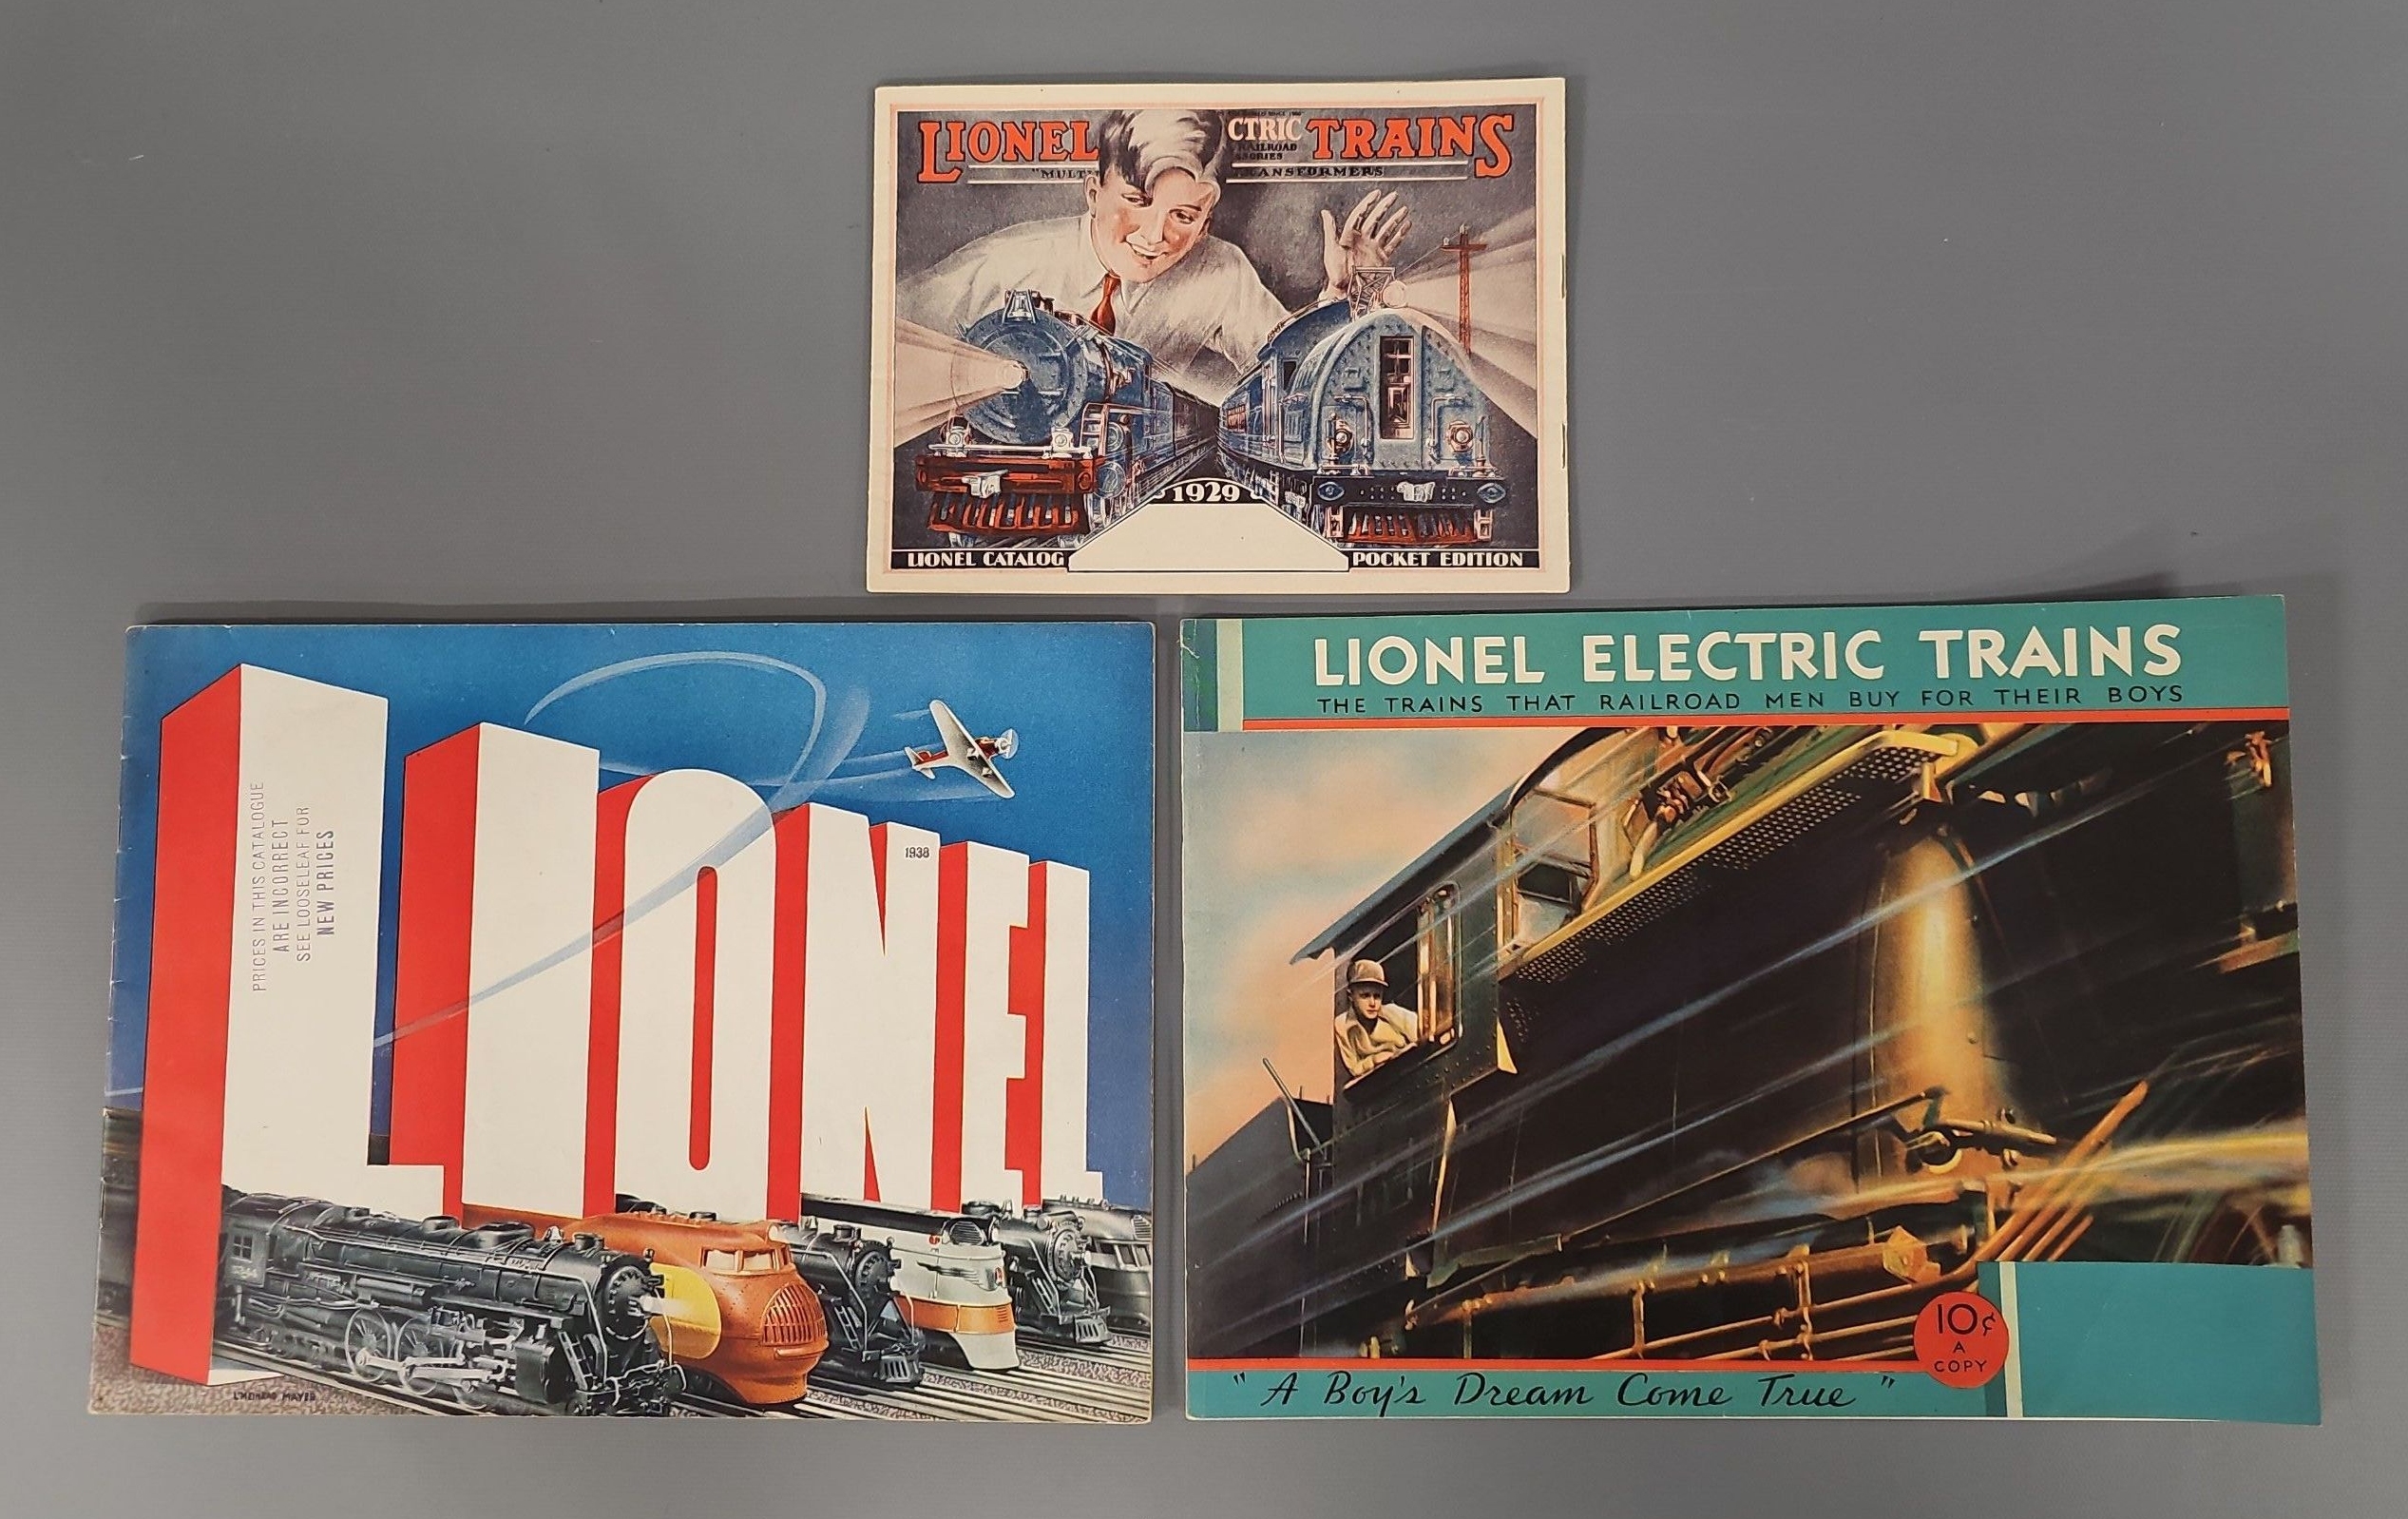 LIONEL CTRIC TRAINS
RAILROAD
"MULTI TRANSFORMERS
1929
LIONEL CATALOG POCKET EDITION
LIONEL
1938
PRICES IN THIS CATALOGUE
ARE INCORRECT
SEE LOOSELEAF FOR
NEW PRICES
LIONEL ELECTRIC TRAINS
THE TRAINS THAT RAILROAD MEN BUY FOR THEIR BOYS
10¢
A
COPY
"A Boy's Dream Come True"